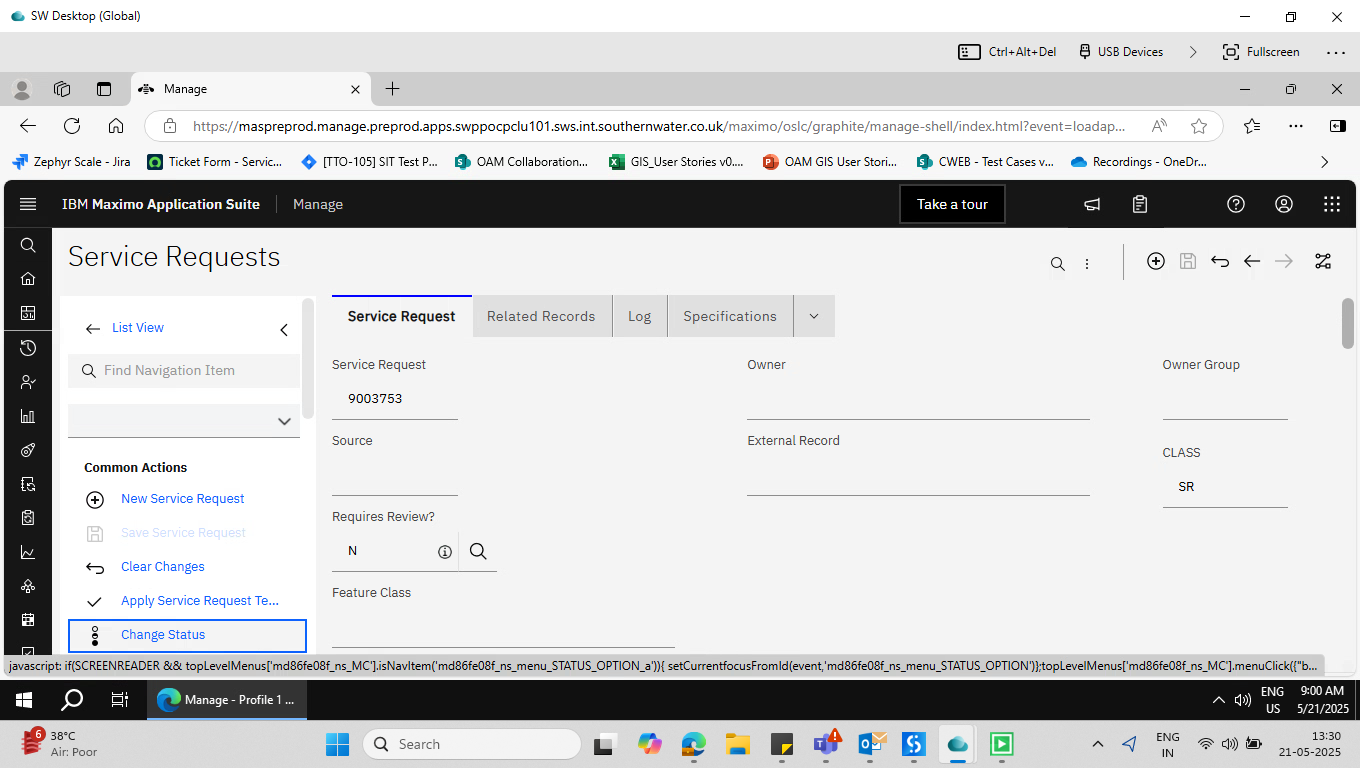 SW Desktop (Global)
Ctrl+Alt+Del
USB Devices
Fullscreen
Manage
https://maspreprod.manage.preprod.apps.swppocpclu101.sws.int.southernwater.co.uk/maximo/oslc/graphite/manage-shell/index.html?event=loadap...
Zephyr Scale - Jira
Ticket Form - Servic...
[TTO-105] SIT Test P...
OAM Collaboration...
GIS_User Stories v0....
OAM GIS User Stori...
CWEB - Test Cases v...
Recordings - OneDr...
IBM Maximo Application Suite
Manage
Take a tour
Service Requests
List View
Find Navigation Item
Common Actions
New Service Request
Save Service Request
Clear Changes
Apply Service Request Te...
Change Status
Service Request
Related Records
Log
Specifications
Service Request
9003753
Owner
Owner Group
Source
External Record
CLASS
SR
Requires Review?
N
Feature Class
javascript: if(SCREENREADER && topLevelMenus['md86fe08f_ns_MC'].isNavItem('md86fe08f_ns_menu_STATUS_OPTION_a')){ setCurrentfocusFromId(event,'md86fe08f_ns_menu_STATUS_OPTION')};topLevelMenus['md86fe08f_ns_MC'].menuClick({"b...
Manage - Profile 1 ...
ENG
US
9:00 AM
5/21/2025
6
38°C
Air: Poor
Search
ENG
IN
13:30
21-05-2025